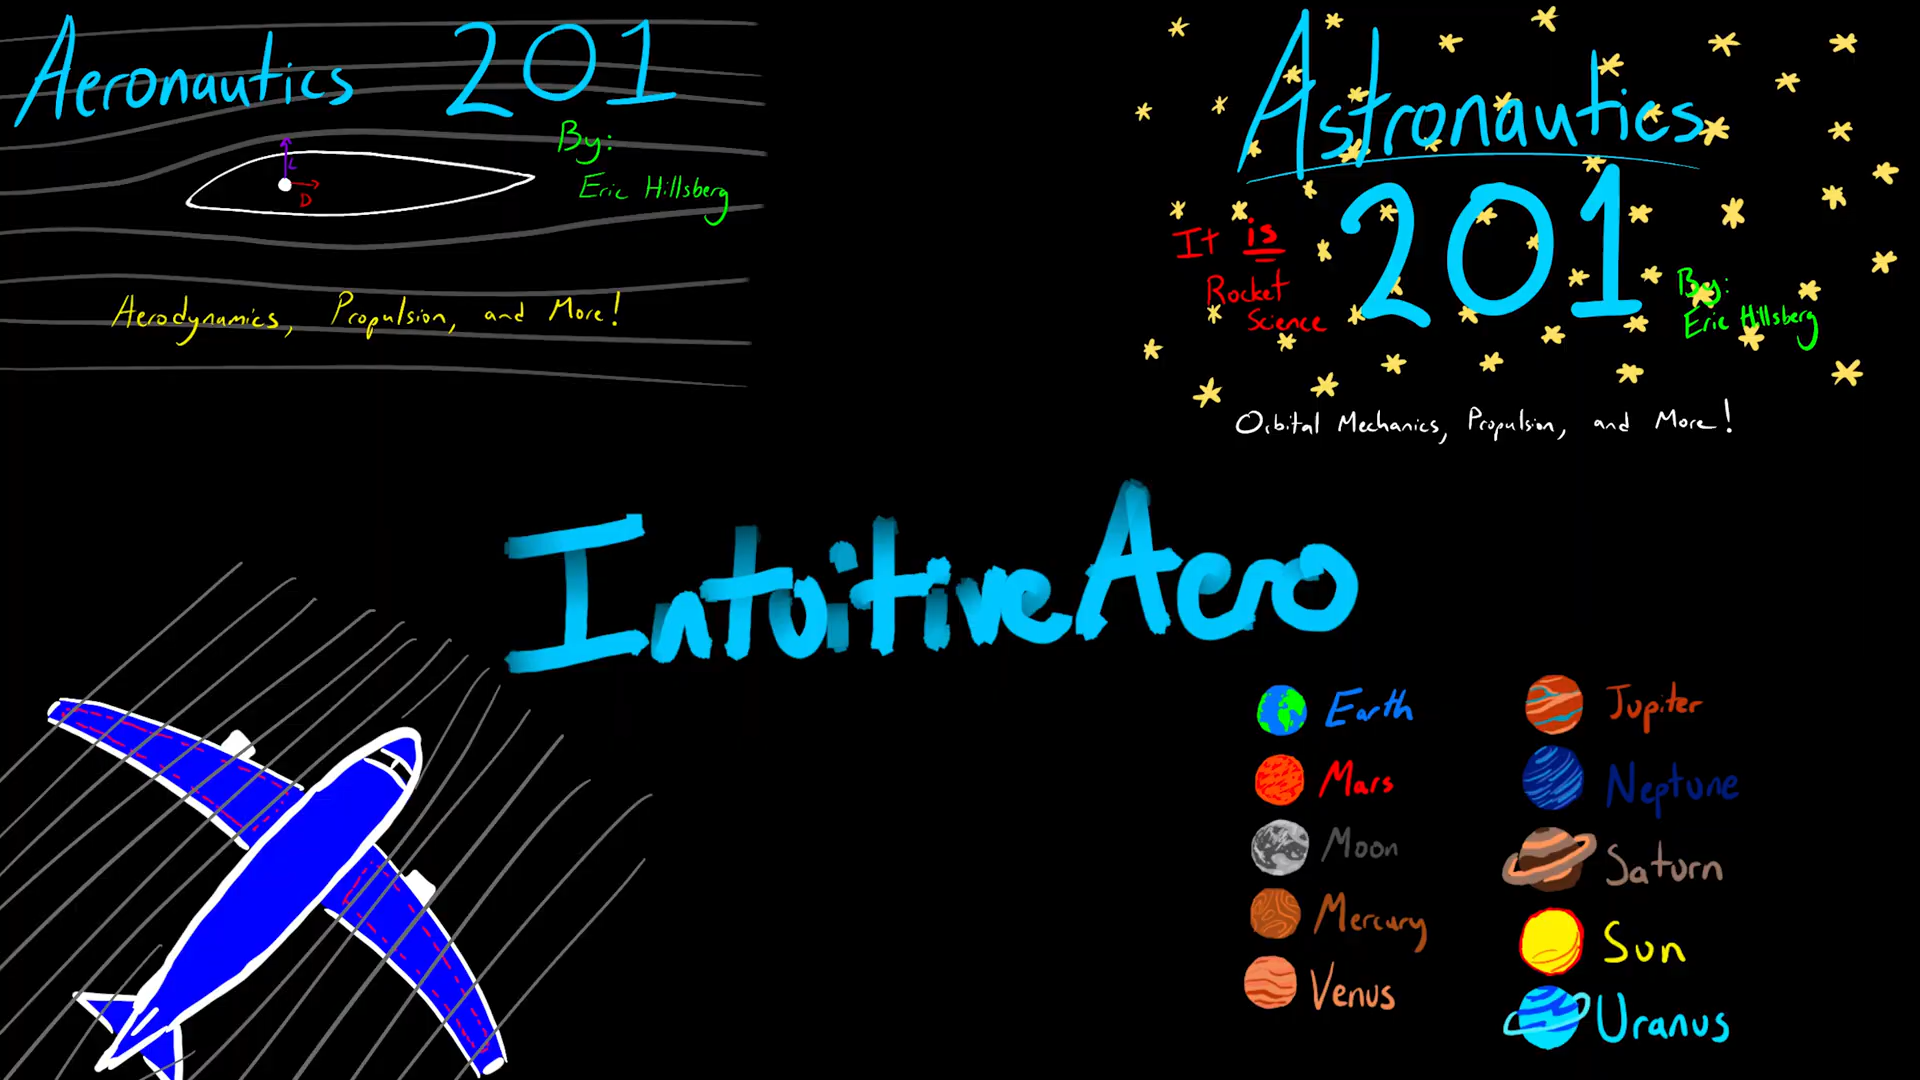 Aeronautics 201
By:
Eric Hillsberg
L
D
Aerodynamics, Propulsion, and More!
Astronautics
201
It is
Rocket
Science
By:
Eric Hillsberg
Orbital Mechanics, Propulsion, and More!
IntuitiveAero
Earth
Mars
Moon
Mercury
Venus
Jupiter
Neptune
Saturn
Sun
Uranus